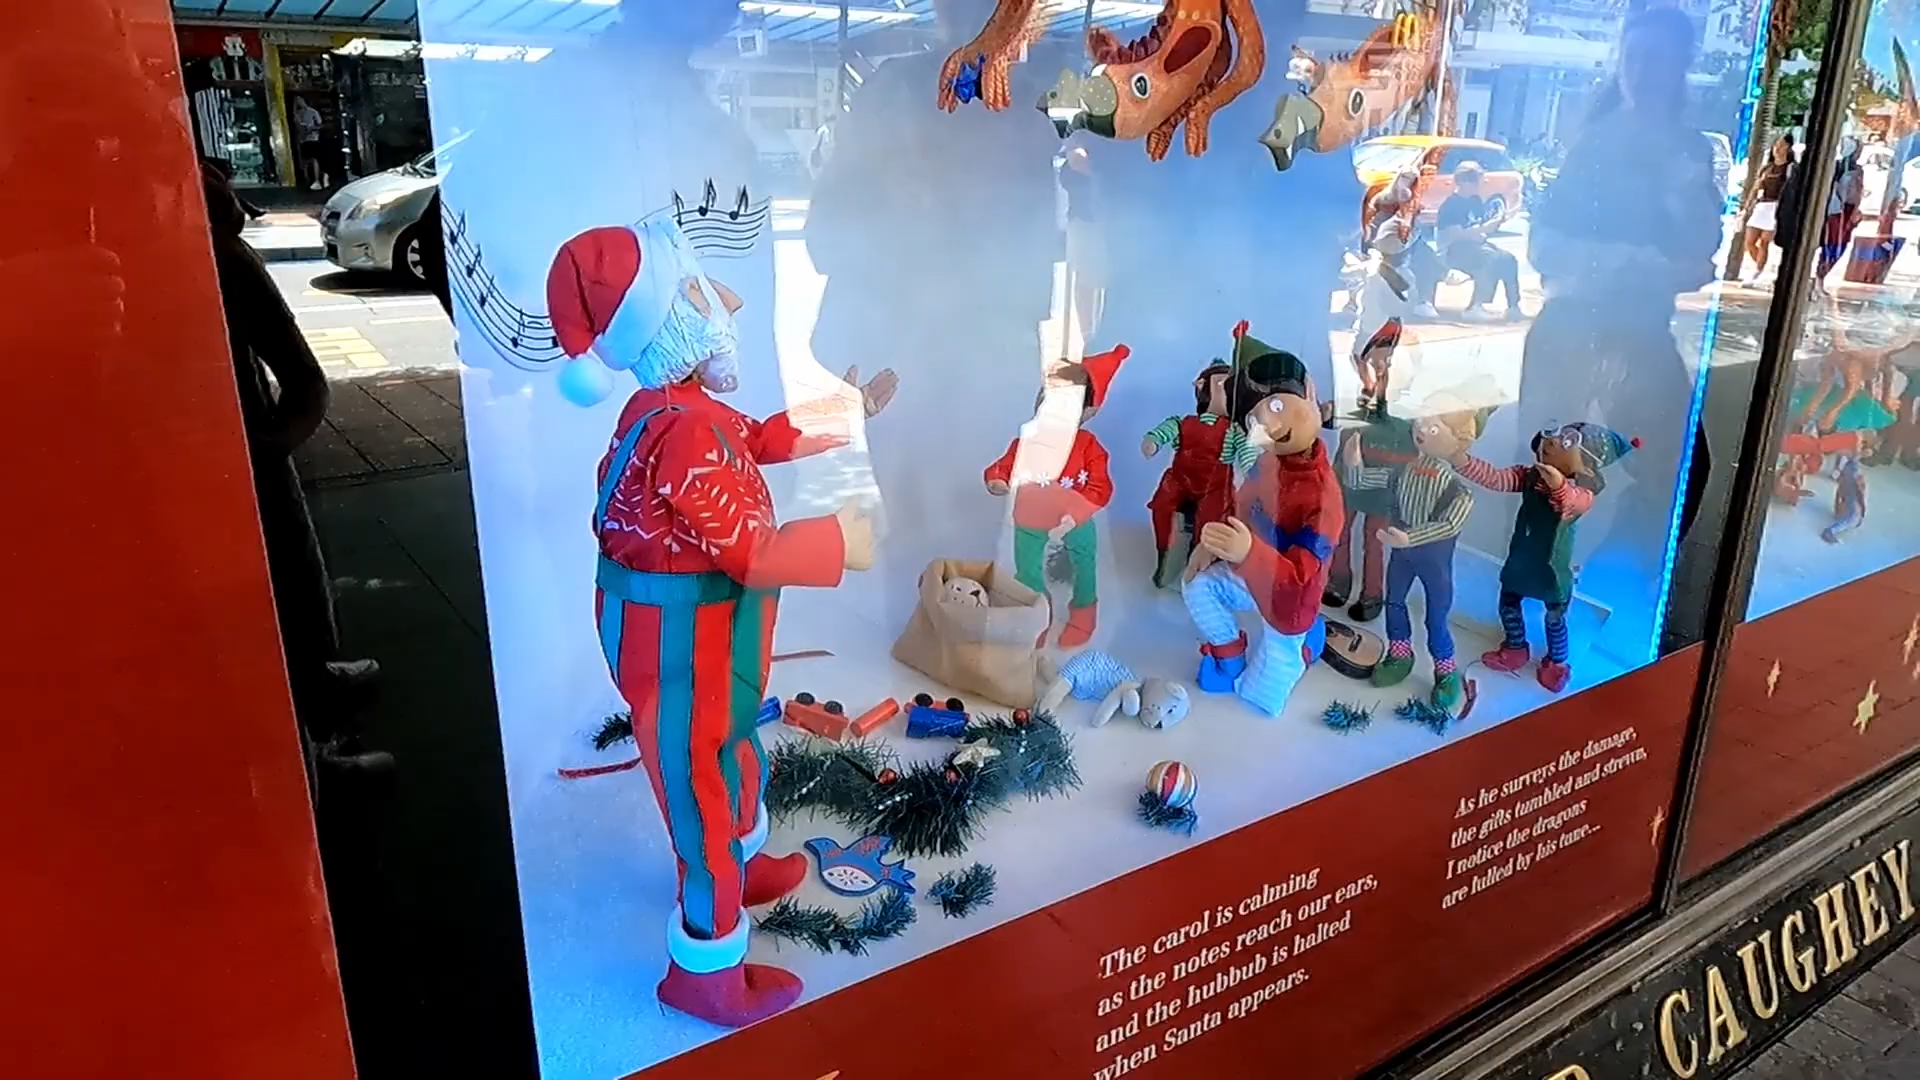 The carol is calming
as the notes reach our ears,
and the hubbub is halted
when Santa appears.
As he surveys the damage,
the gifts tumbled and strewn,
I notice the dragons
are lulled by his tune...
CAUGHEY